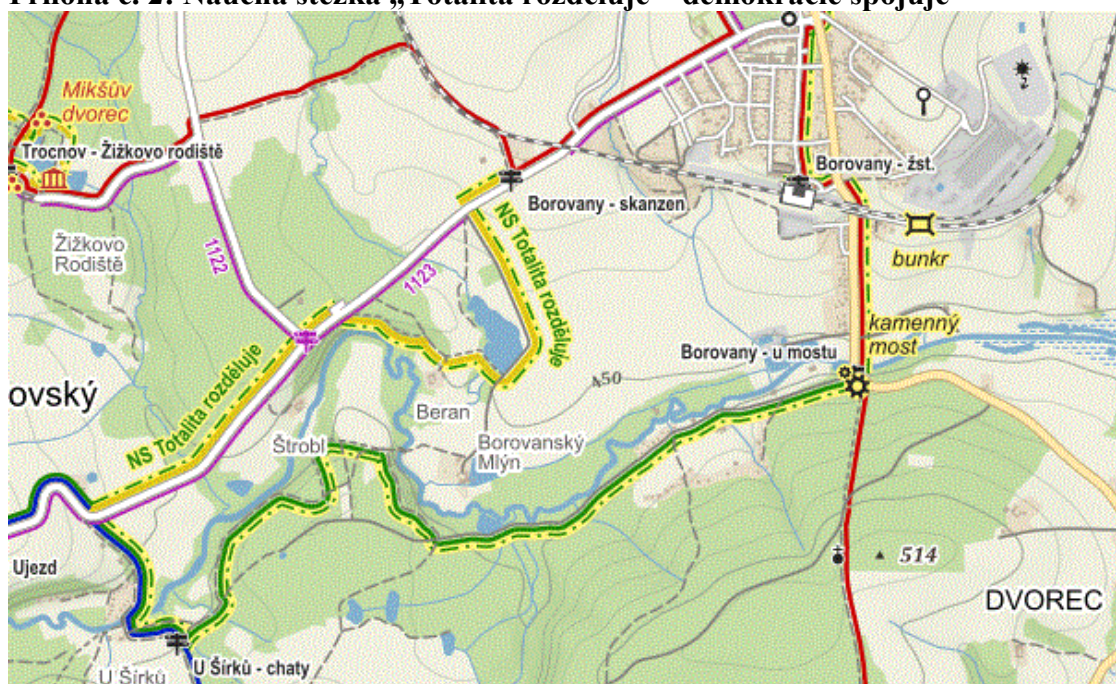 Příloha č. 2: Naučná stezka „Totalita rozděluje – demokracie spojuje“
Mikšův
dvorec
Trocnov - Žižkovo rodiště
Borovany - žst.
Borovany - skanzen
Žižkovo
Rodiště
1122
1123
NS Totalita rozděluje
bunkr
kamenný
most
Borovany - u mostu
450
ovský
NS Totalita rozděluje
Beran
Štrobl
Borovanský
Mlýn
Ujezd
514
DVOREC
U Šírků
U Šírků - chaty